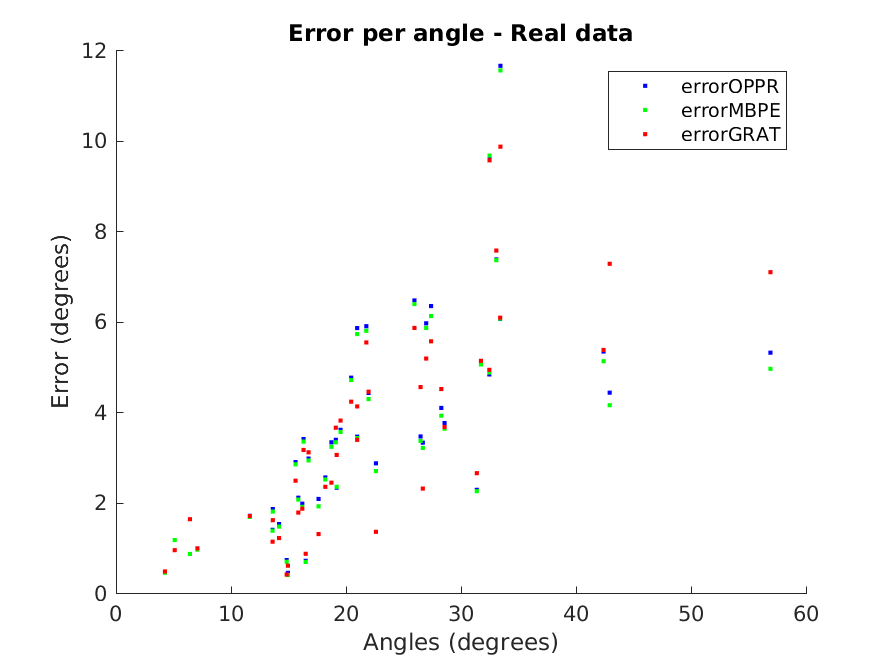 Error per angle - Real data
12
10
8
6
4
2
0
Error (degrees)
errorOPPR
errorMBPE
errorGRAT
0 10 20 30 40 50 60
Angles (degrees)